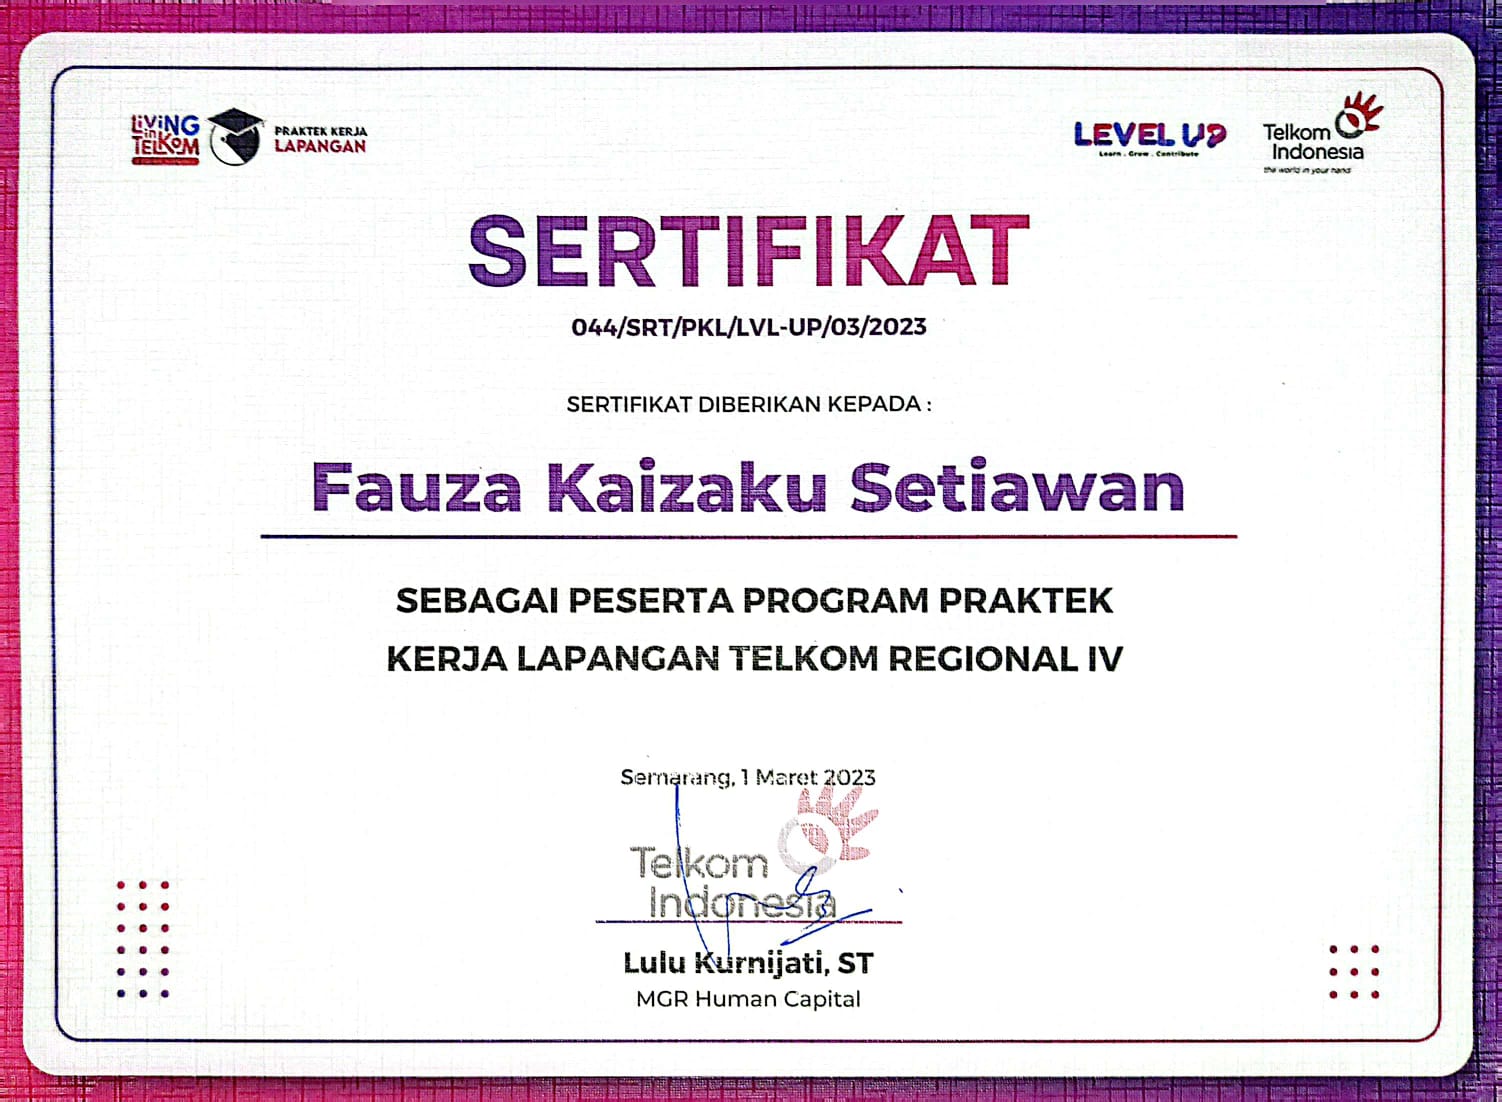 LiViNG
in
TELKOM
PRAKTEK KERJA
LAPANGAN
LEVEL UP
Learn . Grow . Contribute
Telkom
Indonesia
the world in your hand
SERTIFIKAT
044/SRT/PKL/LVL-UP/03/2023
SERTIFIKAT DIBERIKAN KEPADA :
Fauza Kaizaku Setiawan
SEBAGAI PESERTA PROGRAM PRAKTEK
KERJA LAPANGAN TELKOM REGIONAL IV
Semarang, 1 Maret 2023
Telkom
Indonesia
Lulu Kurnijati, ST
MGR Human Capital